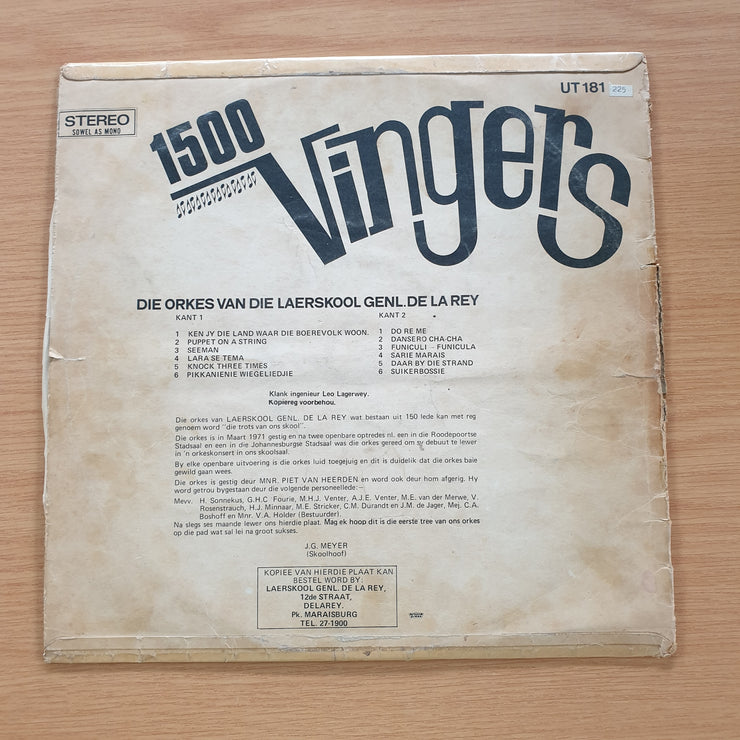 UT 181
225
STEREO
SOWEL AS MONO
1500
Vingers
DIE ORKES VAN DIE LAERSKOOL GENL. DE LA REY
KANT 1
1 KEN JY DIE LAND WAAR DIE BOEREVOLK WOON.
2 PUPPET ON A STRING
3 SEEMAN
4 LARA SE TEMA
5 KNOCK THREE TIMES
6 PIKKANIENIE WIEGELIEDJIE
KANT 2
1 DO RE ME
2 DANSERO CHA-CHA
3 FUNICULI – FUNICULA
4 SARIE MARAIS
5 DAAR BY DIE STRAND
6 SUIKERBOSSIE
Klank ingenieur Leo Lagerwey.
Kopiereg voorbehou.
Die orkes van LAERSKOOL GENL. DE LA REY wat bestaan uit 150 lede kan met reg
genoem word "die trots van ons skool".
Die orkes is in Maart 1971 gestig en na twee openbare optredes nl. een in die Roodepoortse
Stadsaal en een in die Johannesburgse Stadsaal was die orkes gereed om sy debuut te lewer
in 'n orkeskonsert in ons skoolsaal.
By elke openbare uitvoering is die orkes luid toegejuig en dit is duidelik dat die orkes baie
gewild gaan wees.
Die orkes is gestig deur MNR. PIET VAN HEERDEN en word ook deur hom afgerig. Hy
word getrou bygestaan deur die volgende personeellede:—
Mevv. H. Sonnekus, G.H.C Fourie, M.H.J. Venter, A.J.E. Venter, M.E. van der Merwe, V.
Rosenstrauch, H.J. Minnaar, M.E. Stricker, C.M. Durandt en J.M. de Jager, Mej. C.A.
Boshoff en Mnr. V.A. Holder (Bestuurder).
Na slegs ses maande lewer ons hierdie plaat. Mag ek hoop dit is die eerste tree van ons orkes
op die pad wat sal lei na groot sukses.
J.G. MEYER
(Skoolhoof)
KOPIEE VAN HIERDIE PLAAT KAN
BESTEL WORD BY:
LAERSKOOL GENL. DE LA REY,
12de STRAAT,
DELAREY.
Pk. MARAISBURG
TEL. 27-1900